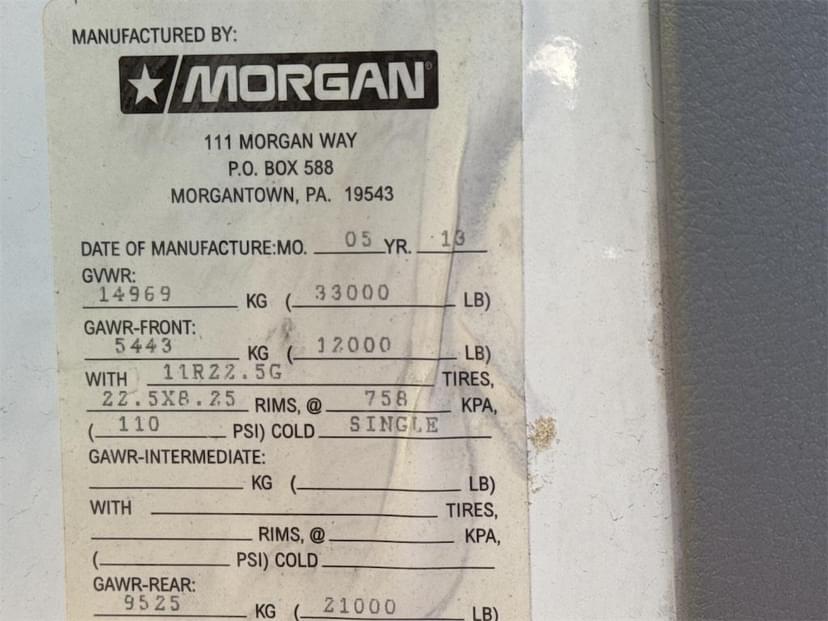 MANUFACTURED BY:
MORGAN®
111 MORGAN WAY
P.O. BOX 588
MORGANTOWN, PA. 19543
DATE OF MANUFACTURE:MO. 05 YR. 13
GVWR:
14969 KG (33000 LB)
GAWR-FRONT:
5443 KG (12000 LB)
WITH 11R22.5G TIRES,
22.5X8.25 RIMS, @ 758 KPA,
(110 PSI) COLD SINGLE
GAWR-INTERMEDIATE:
KG ( LB)
WITH TIRES,
RIMS, @ KPA,
( PSI) COLD
GAWR-REAR:
9525 KG (21000 LB)